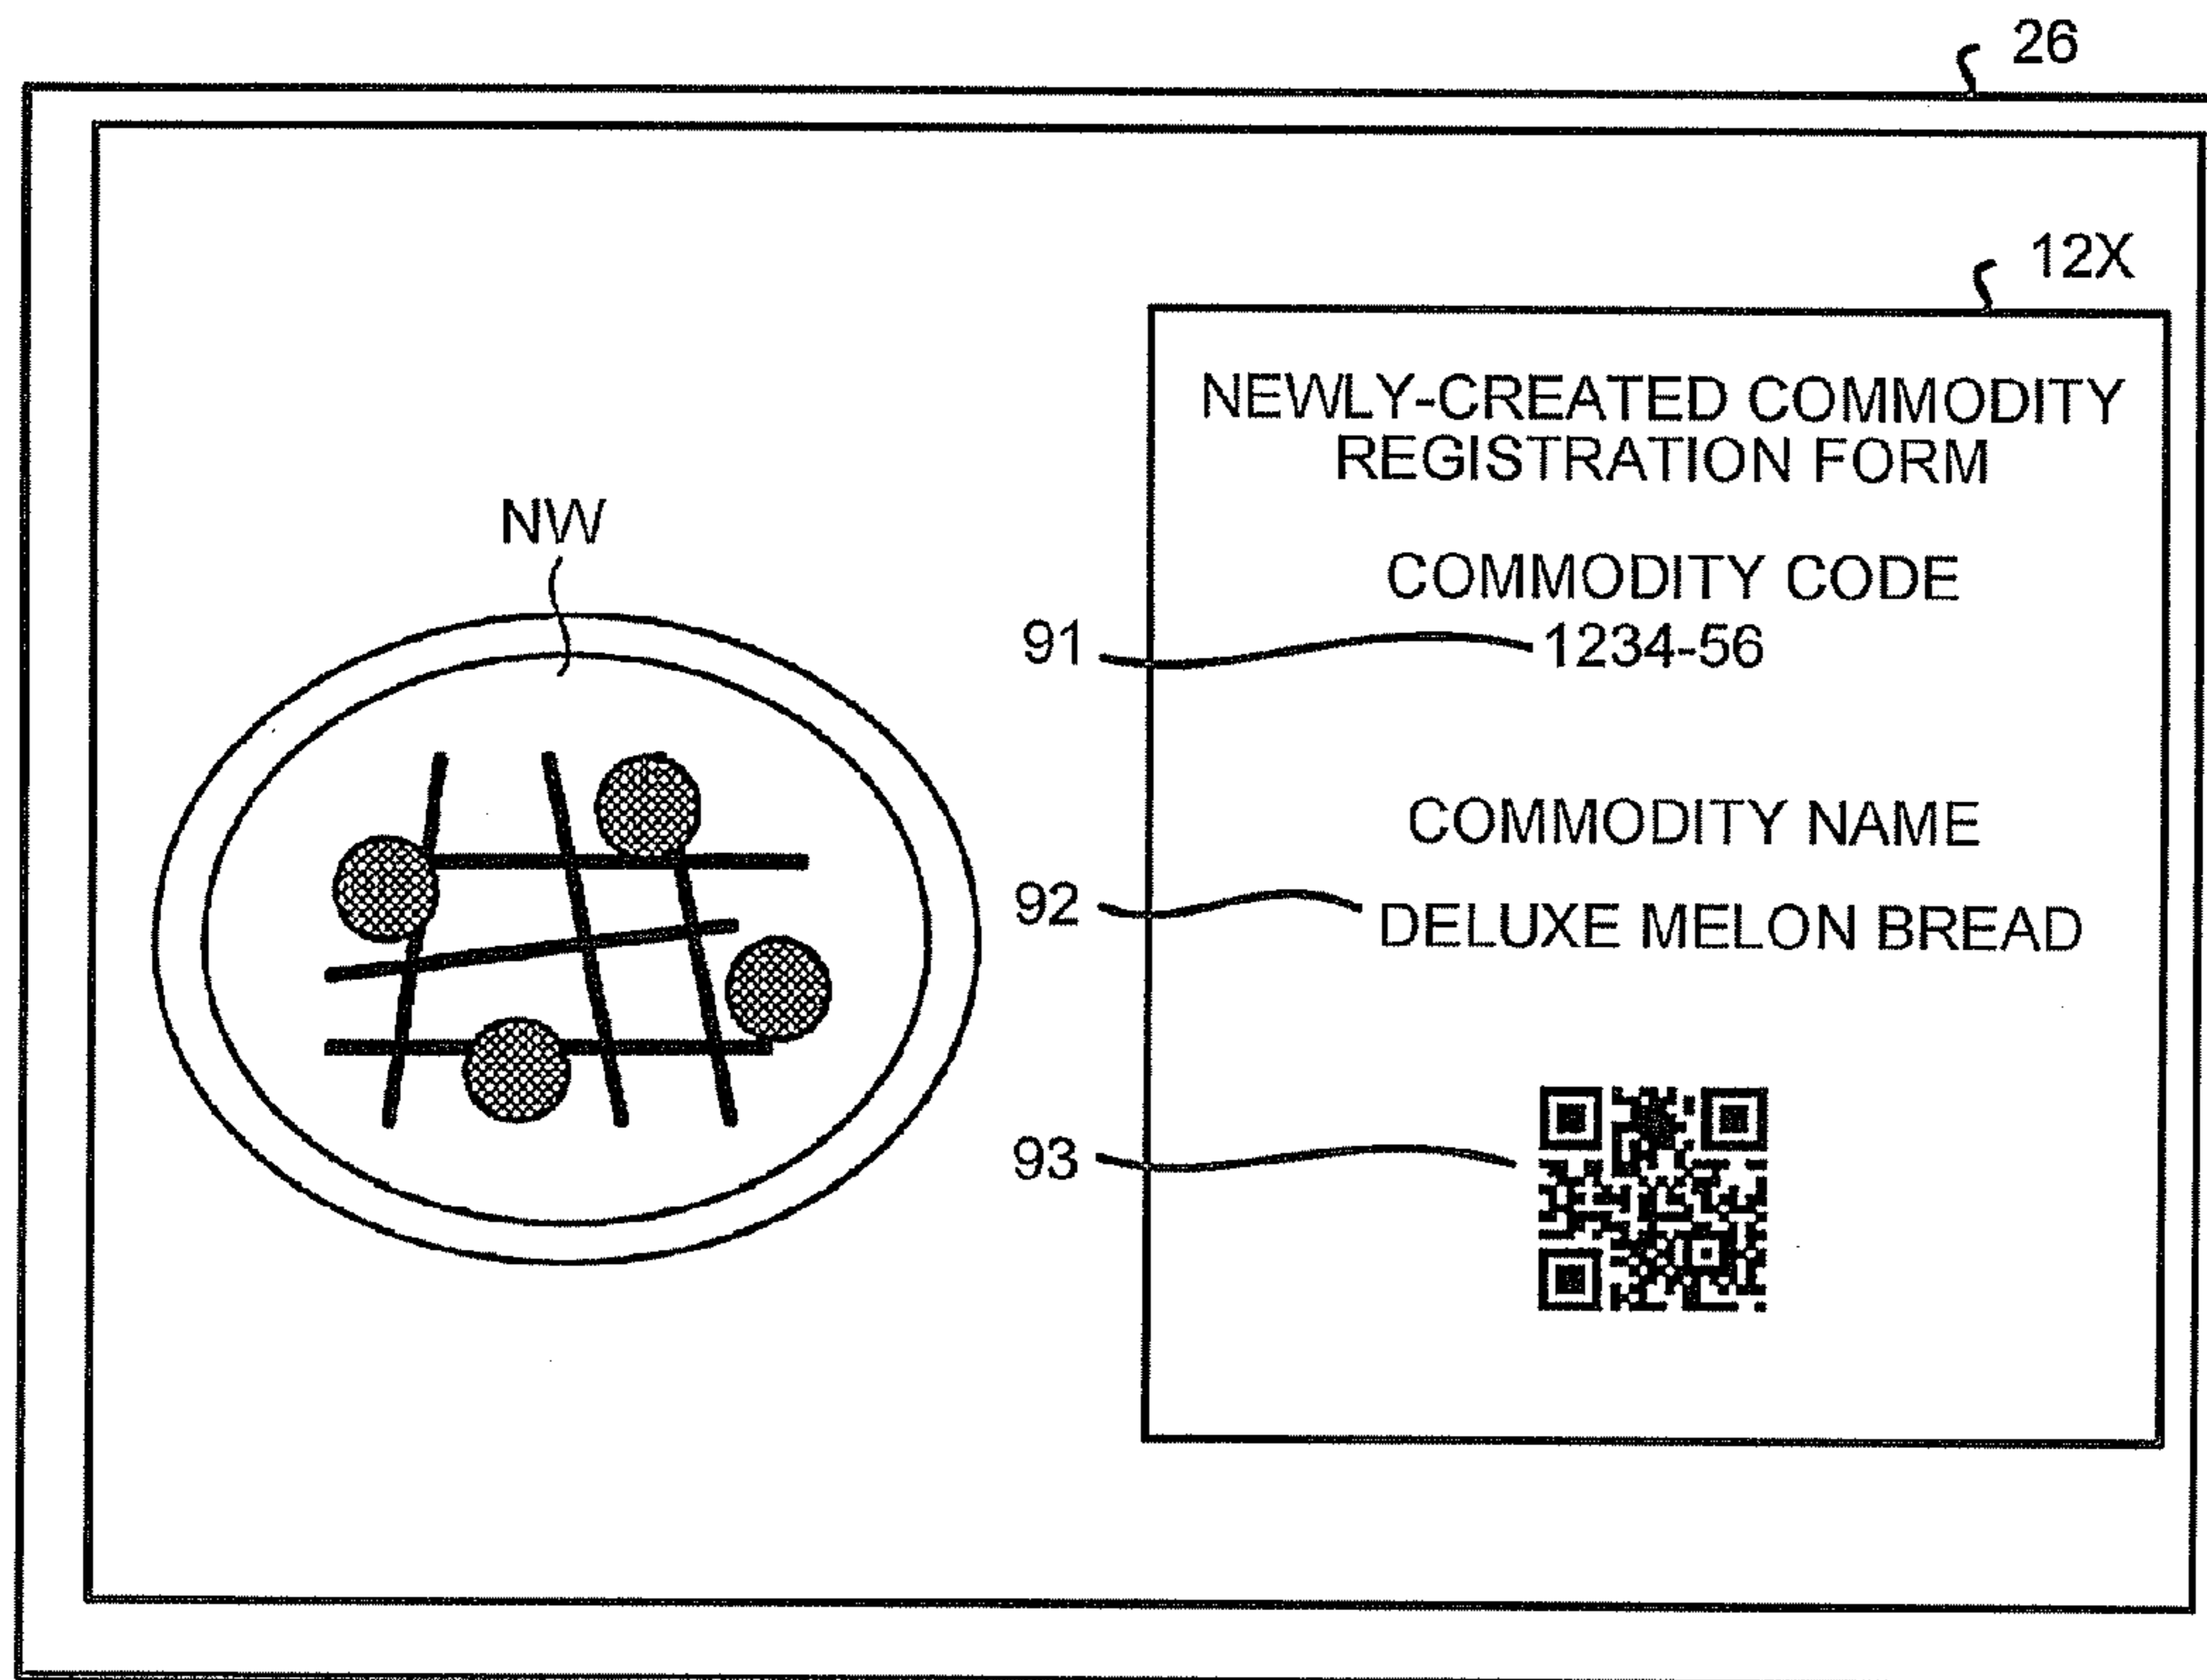 26
12X
NEWLY-CREATED COMMODITY
REGISTRATION FORM
NW
COMMODITY CODE
91
1234-56
COMMODITY NAME
92
DELUXE MELON BREAD
93